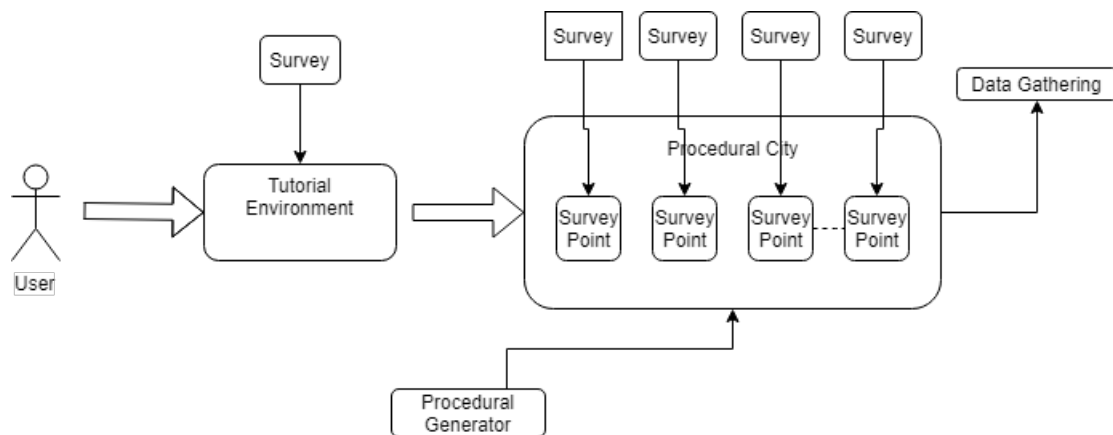 Survey
Survey
Survey
Survey
Survey
Data Gathering
Procedural City
Tutorial
Environment
Survey
Point
Survey
Point
Survey
Point
Survey
Point
User
Procedural
Generator